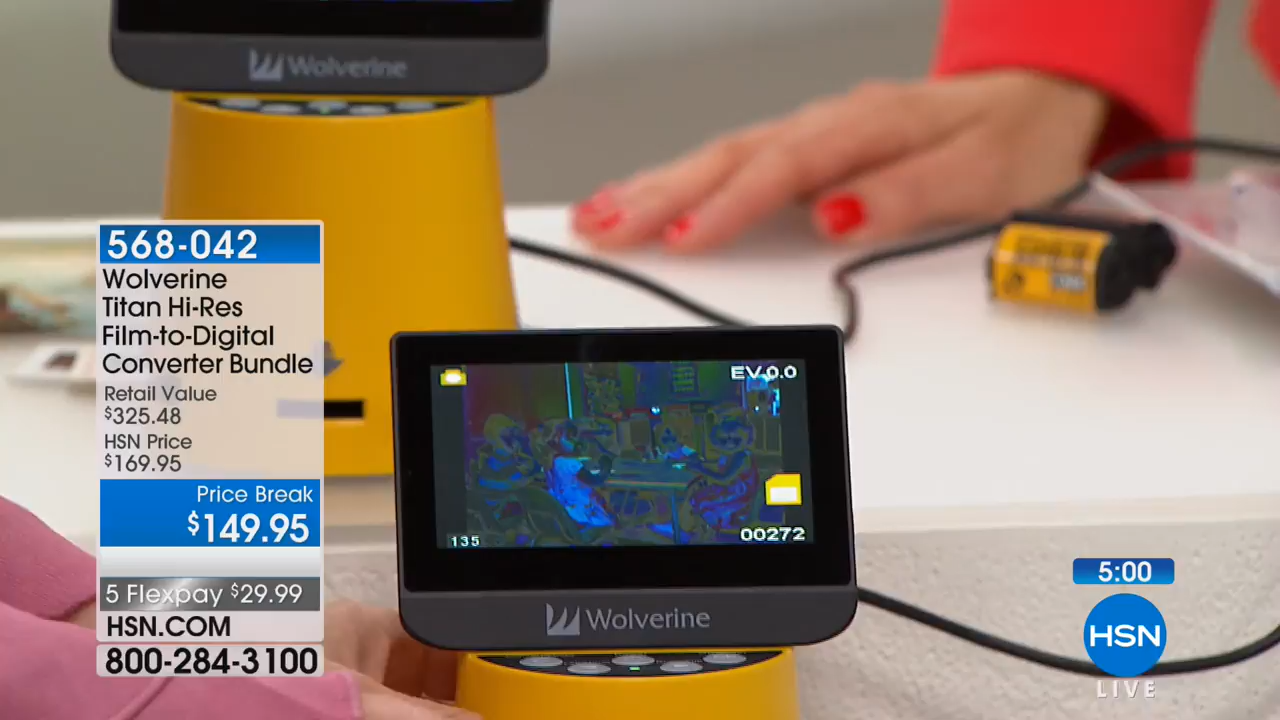 Wolverine
568-042
Wolverine
Titan Hi-Res
Film-to-Digital
Converter Bundle
Retail Value
$325.48
HSN Price
$169.95
Price Break
$149.95
5 Flexpay $29.99
HSN.COM
800-284-3100
EV 0.0
135
00272
Wolverine
5:00
HSN
LIVE